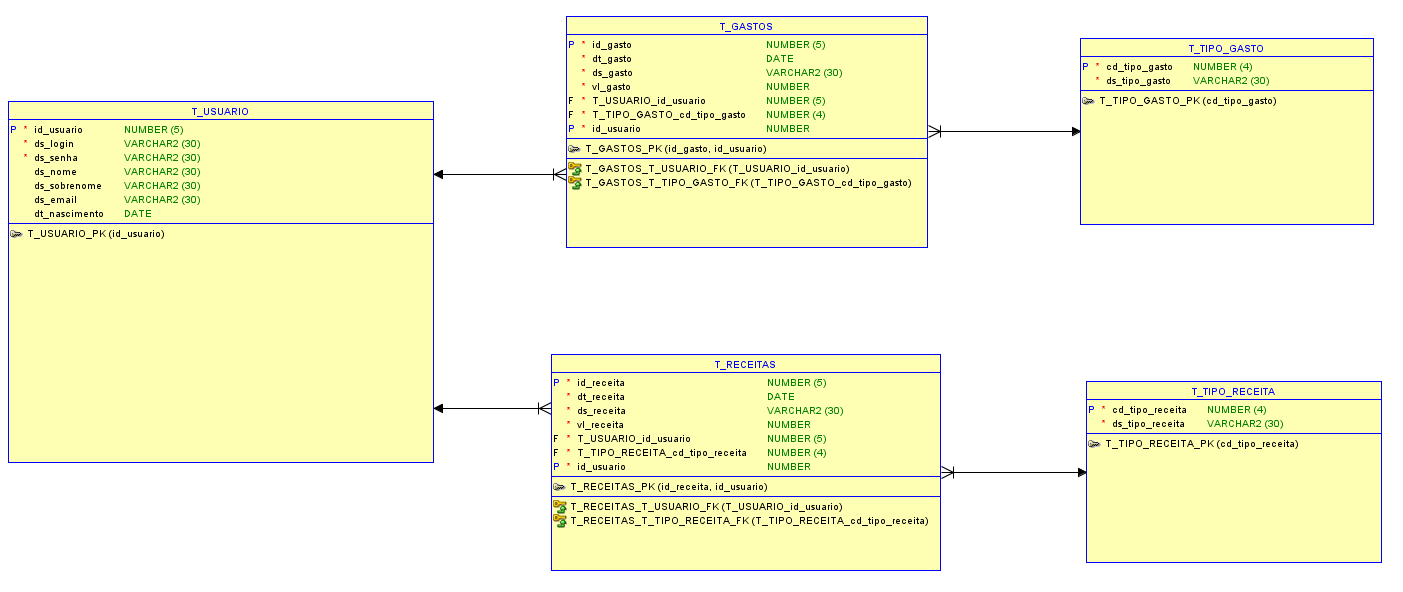 T_USUARIO
P * id_usuario NUMBER (5)
* ds_login VARCHAR2 (30)
* ds_senha VARCHAR2 (30)
ds_nome VARCHAR2 (30)
ds_sobrenome VARCHAR2 (30)
ds_email VARCHAR2 (30)
dt_nascimento DATE
T_USUARIO_PK (id_usuario)
T_GASTOS
P * id_gasto NUMBER (5)
* dt_gasto DATE
* ds_gasto VARCHAR2 (30)
* vl_gasto NUMBER
F * T_USUARIO_id_usuario NUMBER (5)
F * T_TIPO_GASTO_cd_tipo_gasto NUMBER (4)
P * id_usuario NUMBER
T_GASTOS_PK (id_gasto, id_usuario)
T_GASTOS_T_USUARIO_FK (T_USUARIO_id_usuario)
T_GASTOS_T_TIPO_GASTO_FK (T_TIPO_GASTO_cd_tipo_gasto)
T_TIPO_GASTO
P * cd_tipo_gasto NUMBER (4)
* ds_tipo_gasto VARCHAR2 (30)
T_TIPO_GASTO_PK (cd_tipo_gasto)
T_RECEITAS
P * id_receita NUMBER (5)
* dt_receita DATE
* ds_receita VARCHAR2 (30)
* vl_receita NUMBER
F * T_USUARIO_id_usuario NUMBER (5)
F * T_TIPO_RECEITA_cd_tipo_receita NUMBER (4)
P * id_usuario NUMBER
T_RECEITAS_PK (id_receita, id_usuario)
T_RECEITAS_T_USUARIO_FK (T_USUARIO_id_usuario)
T_RECEITAS_T_TIPO_RECEITA_FK (T_TIPO_RECEITA_cd_tipo_receita)
T_TIPO_RECEITA
P * cd_tipo_receita NUMBER (4)
* ds_tipo_receita VARCHAR2 (30)
T_TIPO_RECEITA_PK (cd_tipo_receita)